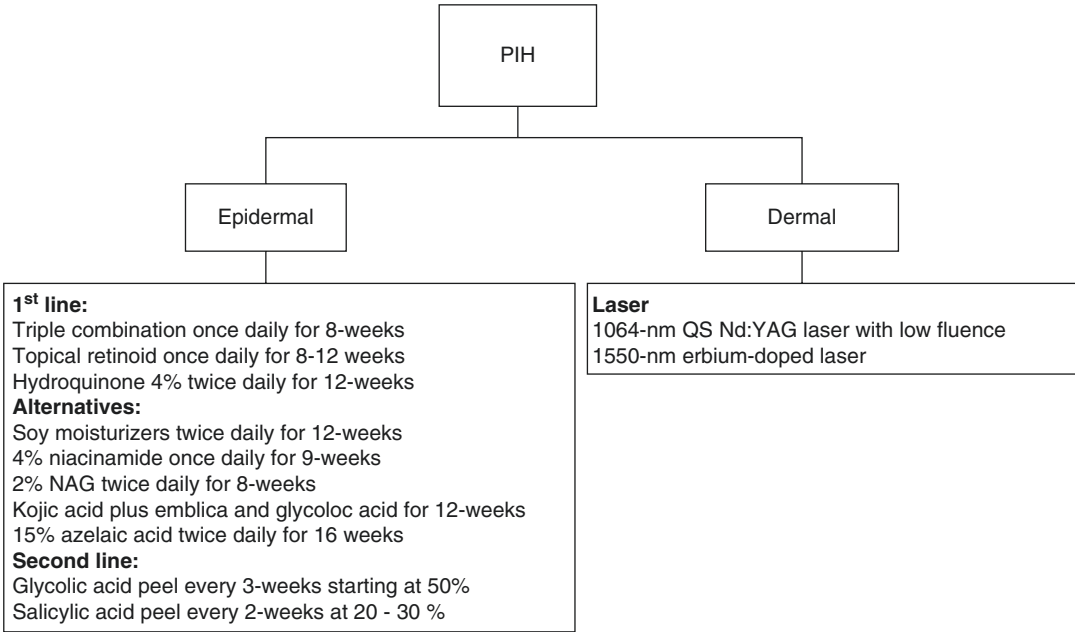 PIH
Epidermal
Dermal
1st line:
Triple combination once daily for 8-weeks
Topical retinoid once daily for 8-12 weeks
Hydroquinone 4% twice daily for 12-weeks
Alternatives:
Soy moisturizers twice daily for 12-weeks
4% niacinamide once daily for 9-weeks
2% NAG twice daily for 8-weeks
Kojic acid plus emblica and glycoloc acid for 12-weeks
15% azelaic acid twice daily for 16 weeks
Second line:
Glycolic acid peel every 3-weeks starting at 50%
Salicylic acid peel every 2-weeks at 20 - 30 %
Laser
1064-nm QS Nd:YAG laser with low fluence
1550-nm erbium-doped laser